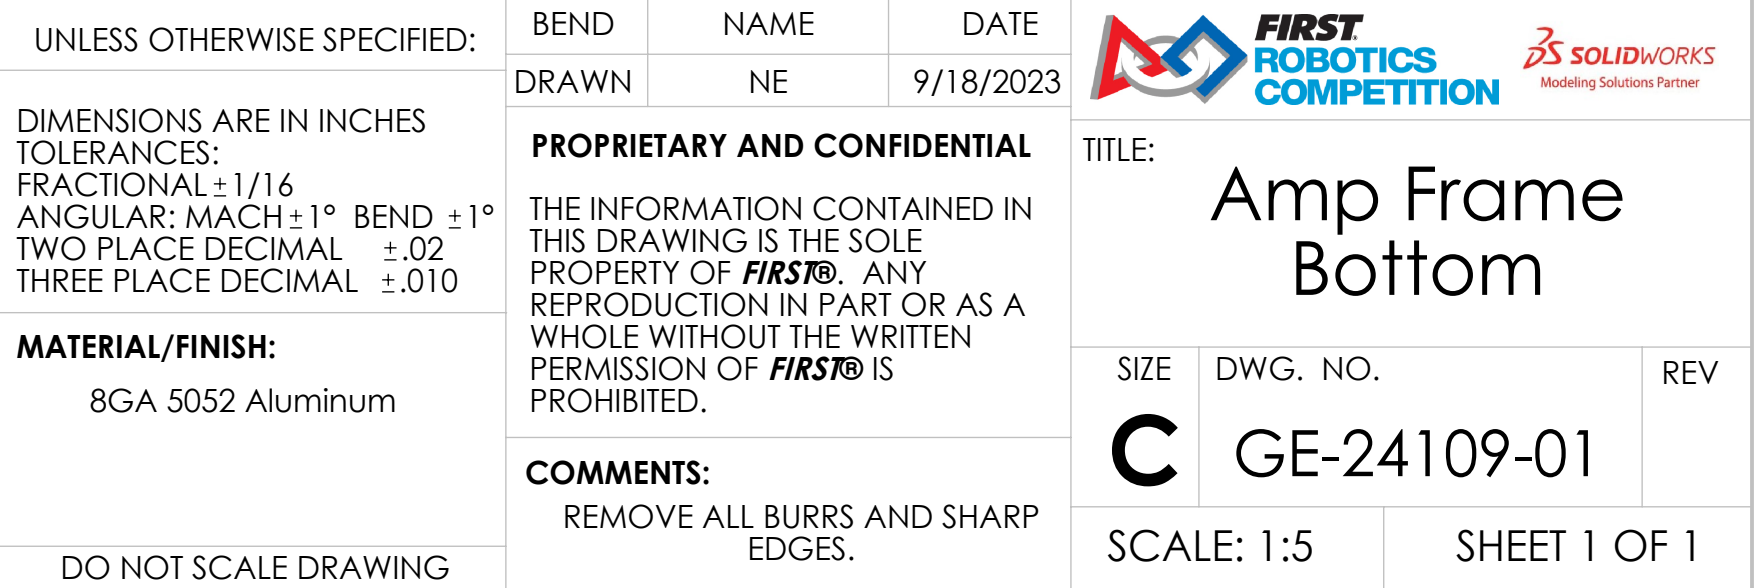 UNLESS OTHERWISE SPECIFIED:
DIMENSIONS ARE IN INCHES
TOLERANCES:
FRACTIONAL ±1/16
ANGULAR: MACH ±1° BEND ±1°
TWO PLACE DECIMAL ±.02
THREE PLACE DECIMAL ±.010
MATERIAL/FINISH:
8GA 5052 Aluminum
DO NOT SCALE DRAWING
BEND NAME DATE
DRAWN NE 9/18/2023
PROPRIETARY AND CONFIDENTIAL
THE INFORMATION CONTAINED IN
THIS DRAWING IS THE SOLE
PROPERTY OF FIRST®. ANY
REPRODUCTION IN PART OR AS A
WHOLE WITHOUT THE WRITTEN
PERMISSION OF FIRST® IS
PROHIBITED.
COMMENTS:
REMOVE ALL BURRS AND SHARP
EDGES.
FIRST
ROBOTICS
COMPETITION
SOLIDWORKS
Modeling Solutions Partner
TITLE:
Amp Frame
Bottom
SIZE DWG. NO. REV
C GE-24109-01
SCALE: 1:5 SHEET 1 OF 1